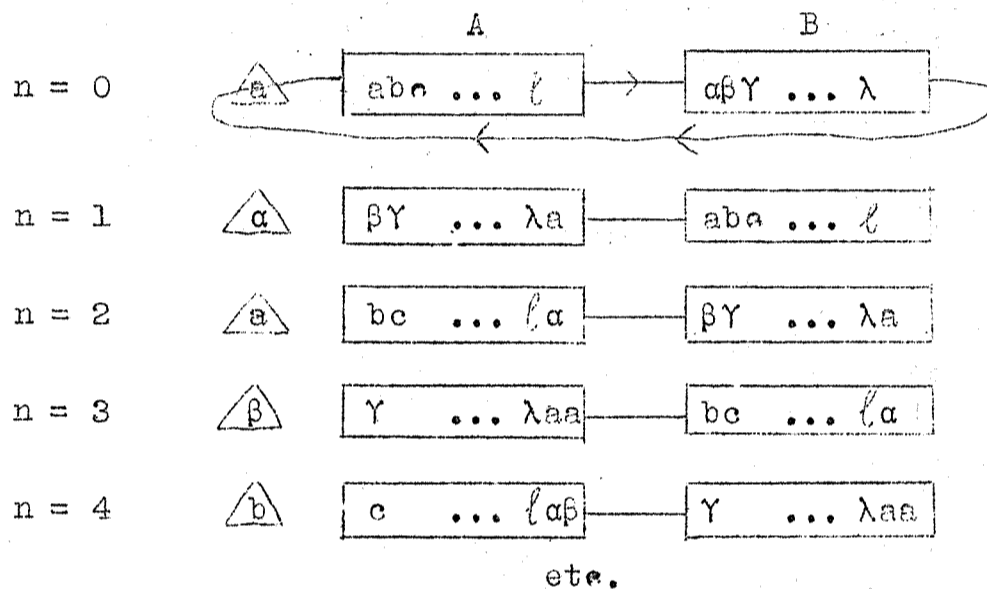 A B
n = 0 a abc ... ℓ αβγ ... λ
n = 1 α βγ ... λa abc ... ℓ
n = 2 a bc ... ℓα βγ ... λa
n = 3 β γ ... λaa bc ... ℓα
n = 4 b c ... ℓαβ γ ... λaa
etc.